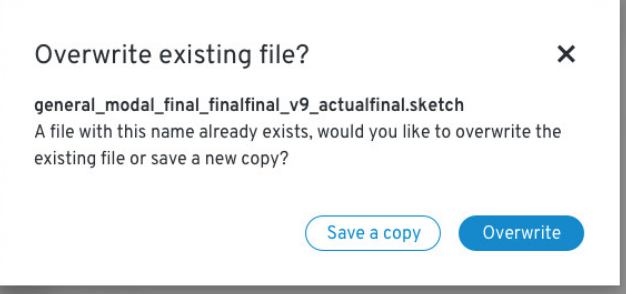 Overwrite existing file?
general_modal_final_finalfinal_v9_actualfinal.sketch
A file with this name already exists, would you like to overwrite the
existing file or save a new copy?
Save a copy
Overwrite